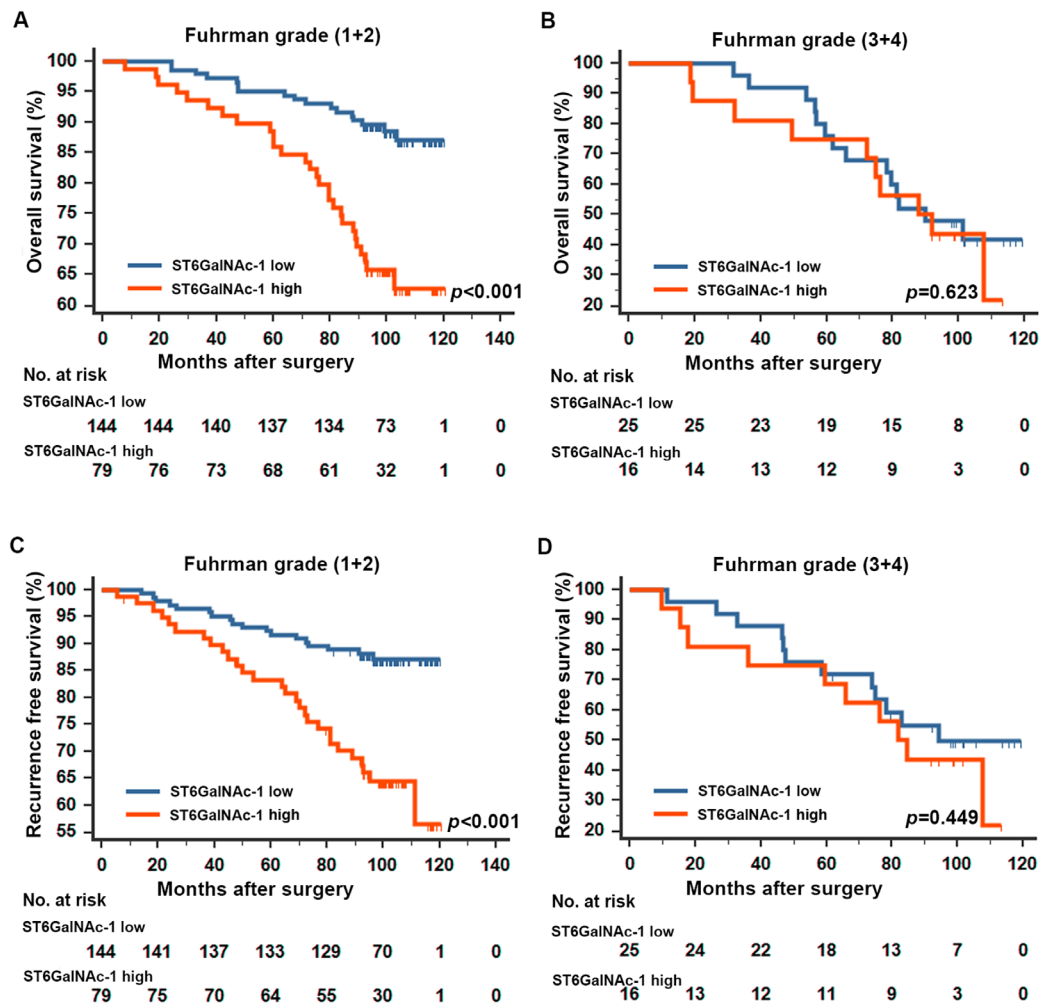 A
Fuhrman grade (1+2)
Overall survival (%)
100
95
90
85
80
75
70
65
60
ST6GalNAc-1 low
ST6GalNAc-1 high
p<0.001
0 20 40 60 80 100 120 140
Months after surgery
No. at risk
ST6GalNAc-1 low
144 144 140 137 134 73 1 0
ST6GalNAc-1 high
79 76 73 68 61 32 1 0
B
Fuhrman grade (3+4)
Overall survival (%)
100
90
80
70
60
50
40
30
20
ST6GalNAc-1 low
ST6GalNAc-1 high
p=0.623
0 20 40 60 80 100 120
Months after surgery
No. at risk
ST6GalNAc-1 low
25 25 23 19 15 8 0
ST6GalNAc-1 high
16 14 13 12 9 3 0
C
Fuhrman grade (1+2)
Recurrence free survival (%)
100
95
90
85
80
75
70
65
60
55
ST6GalNAc-1 low
ST6GalNAc-1 high
p<0.001
0 20 40 60 80 100 120 140
Months after surgery
No. at risk
ST6GalNAc-1 low
144 141 137 133 129 70 1 0
ST6GalNAc-1 high
79 75 70 64 55 30 1 0
D
Fuhrman grade (3+4)
Recurrence free survival (%)
100
90
80
70
60
50
40
30
20
ST6GalNAc-1 low
ST6GalNAc-1 high
p=0.449
0 20 40 60 80 100 120
Months after surgery
No. at risk
ST6GalNAc-1 low
25 24 22 18 13 7 0
ST6GalNAc-1 high
16 13 12 11 9 3 0